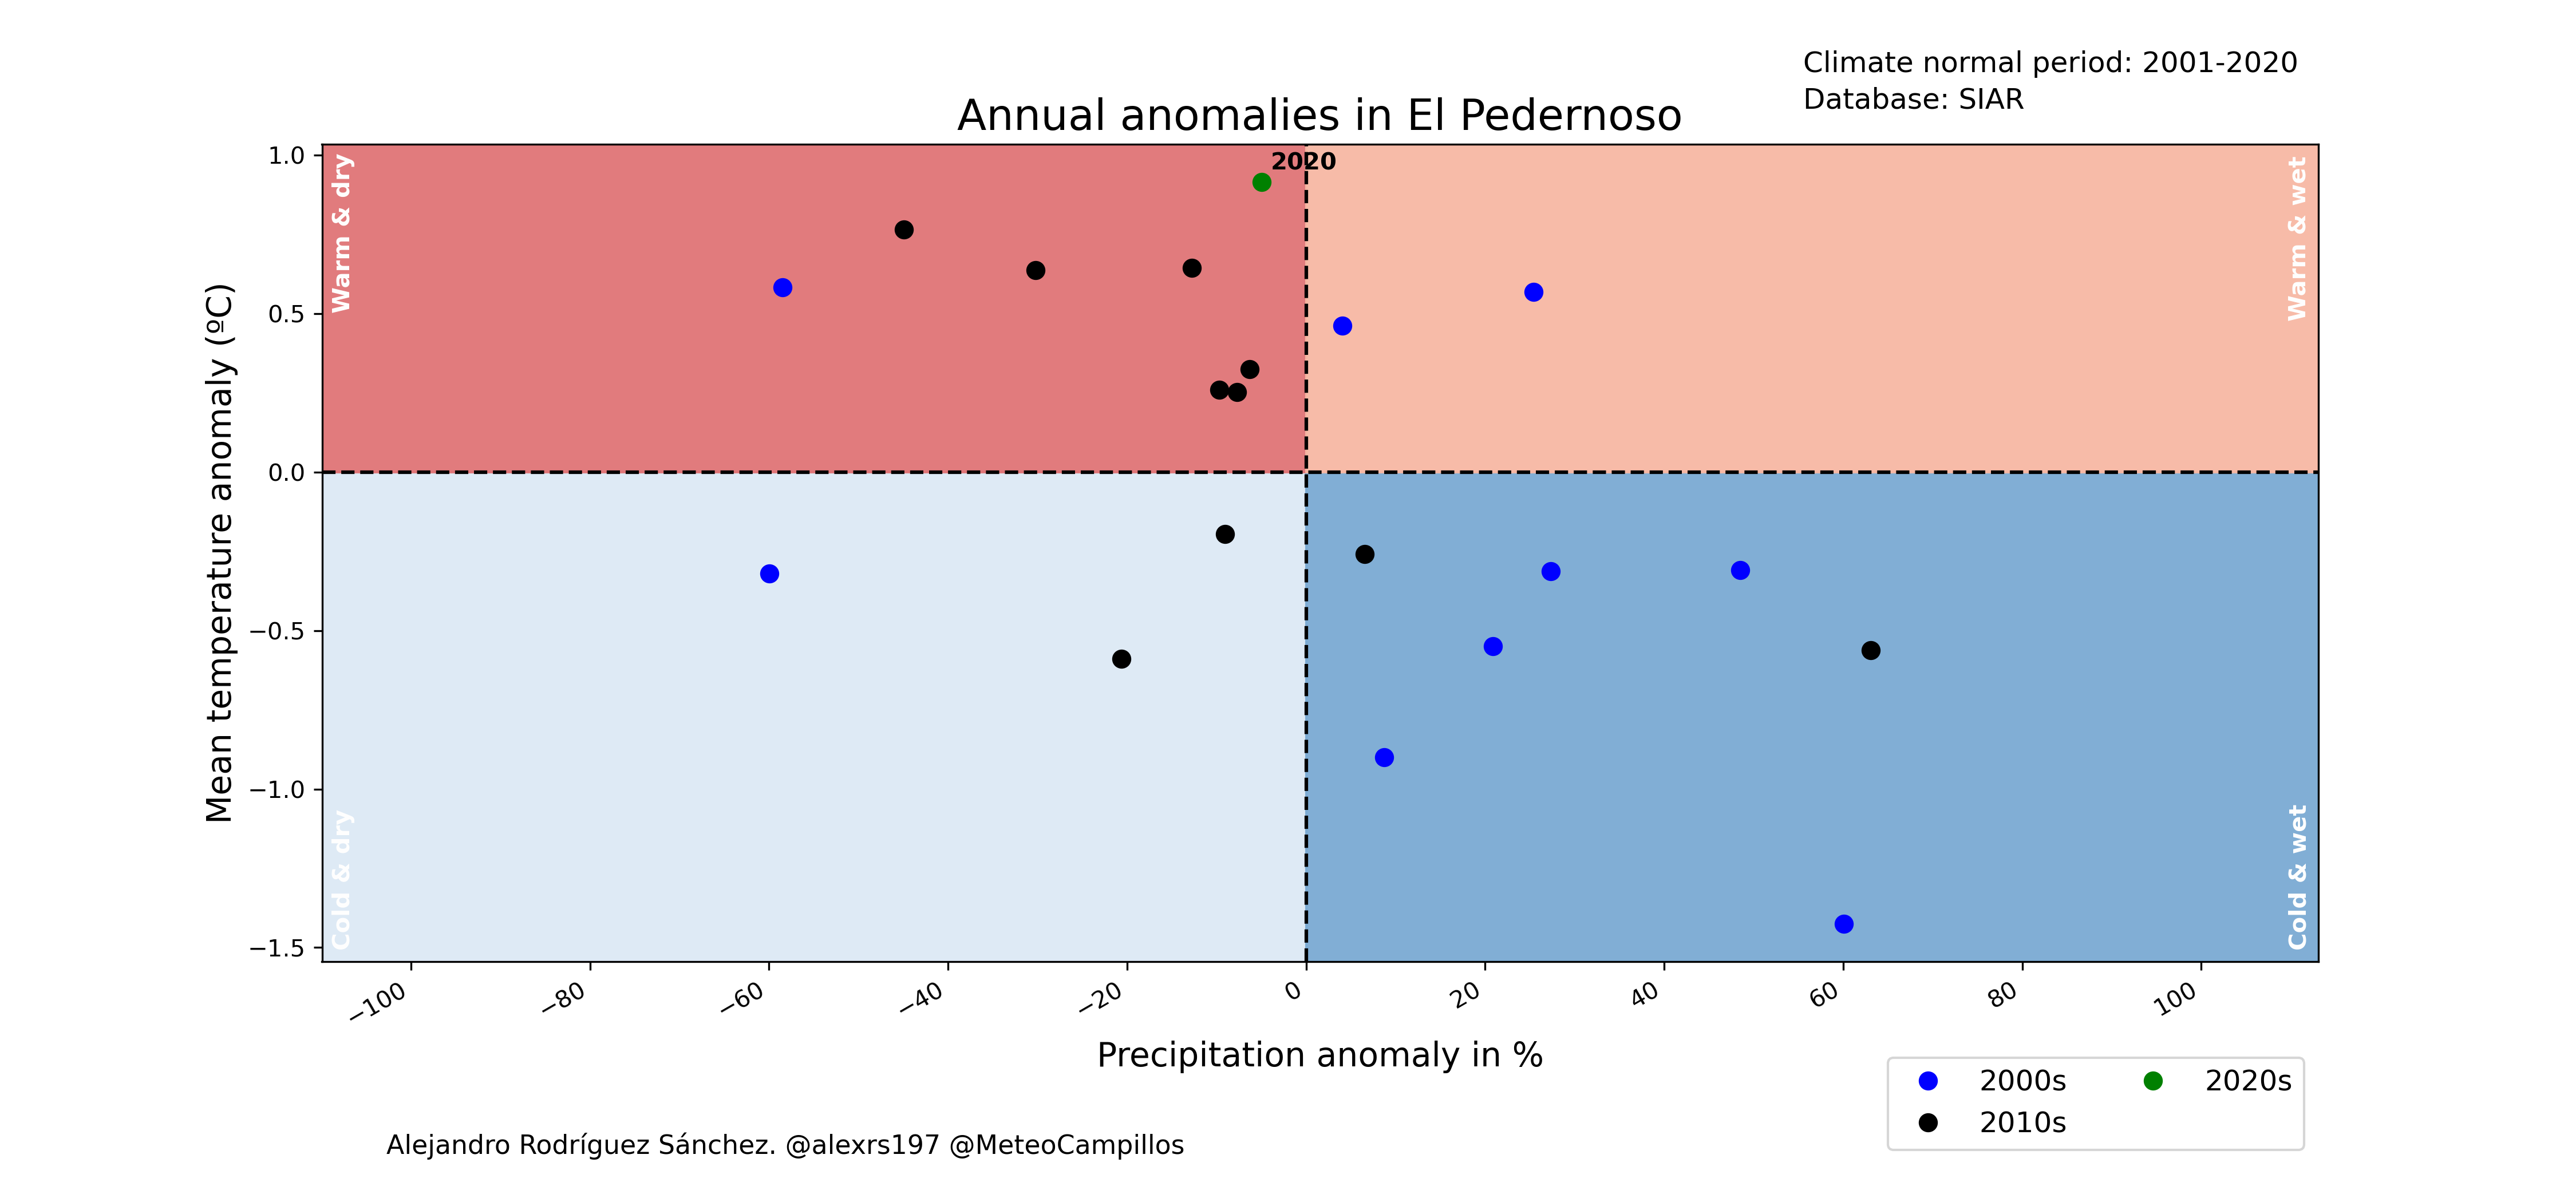 Climate normal period: 2001-2020
Database: SIAR
Annual anomalies in El Pedernoso
2020
Warm & dry
Warm & wet
Cold & dry
Cold & wet
Mean temperature anomaly (ºC)
1.0
0.5
0.0
−0.5
−1.0
−1.5
−100
−80
−60
−40
−20
0
20
40
60
80
100
Precipitation anomaly in %
2000s
2010s
2020s
Alejandro Rodríguez Sánchez. @alexrs197 @MeteoCampillos